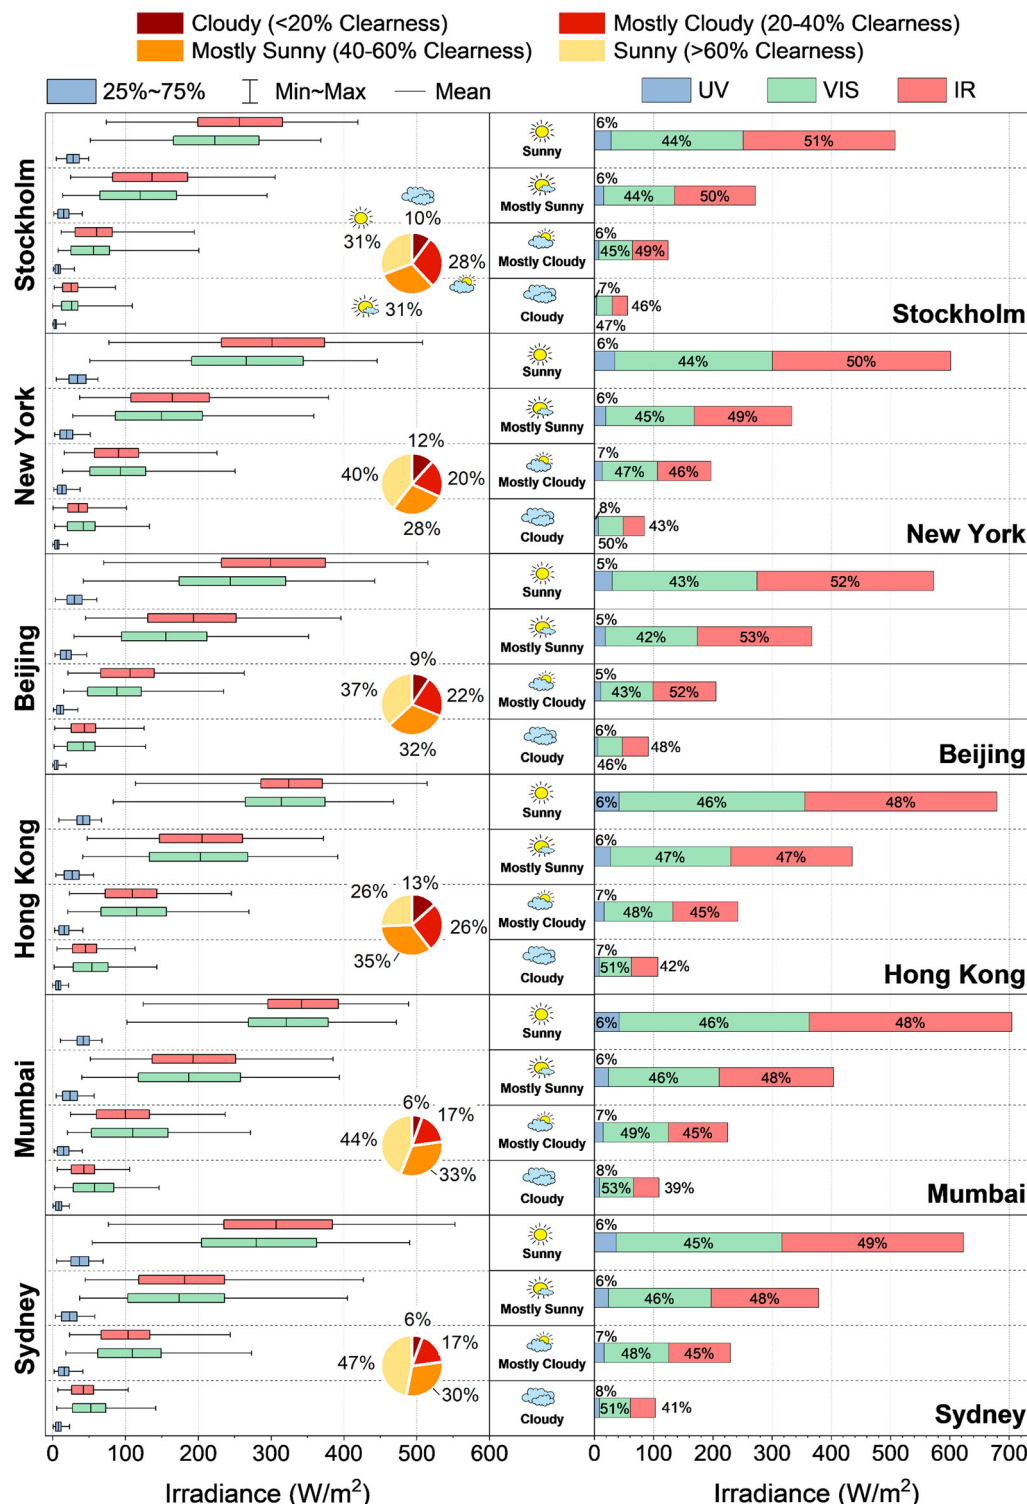 Cloudy (<20% Clearness)
Mostly Cloudy (20-40% Clearness)
Mostly Sunny (40-60% Clearness)
Sunny (>60% Clearness)
25%~75%
Min~Max
Mean
UV
VIS
IR
Stockholm
10%
31%
28%
31%
Sunny
6%
44%
51%
Mostly Sunny
6%
44%
50%
Mostly Cloudy
6%
45%
49%
Cloudy
7%
46%
47%
Stockholm
New York
12%
40%
20%
28%
Sunny
6%
44%
50%
Mostly Sunny
6%
45%
49%
Mostly Cloudy
7%
47%
46%
Cloudy
8%
43%
50%
New York
Beijing
9%
37%
22%
32%
Sunny
5%
43%
52%
Mostly Sunny
5%
42%
53%
Mostly Cloudy
5%
43%
52%
Cloudy
6%
48%
46%
Beijing
Hong Kong
13%
26%
26%
35%
Sunny
6%
46%
48%
Mostly Sunny
6%
47%
47%
Mostly Cloudy
7%
48%
45%
Cloudy
7%
51%
42%
Hong Kong
Mumbai
6%
17%
44%
33%
Sunny
6%
46%
48%
Mostly Sunny
6%
46%
48%
Mostly Cloudy
7%
49%
45%
Cloudy
8%
53%
39%
Mumbai
Sydney
6%
17%
47%
30%
Sunny
6%
45%
49%
Mostly Sunny
6%
46%
48%
Mostly Cloudy
7%
48%
45%
Cloudy
8%
51%
41%
Sydney
0 100 200 300 400 500 600
0 100 200 300 400 500 600 700
Irradiance (W/m²)
Irradiance (W/m²)